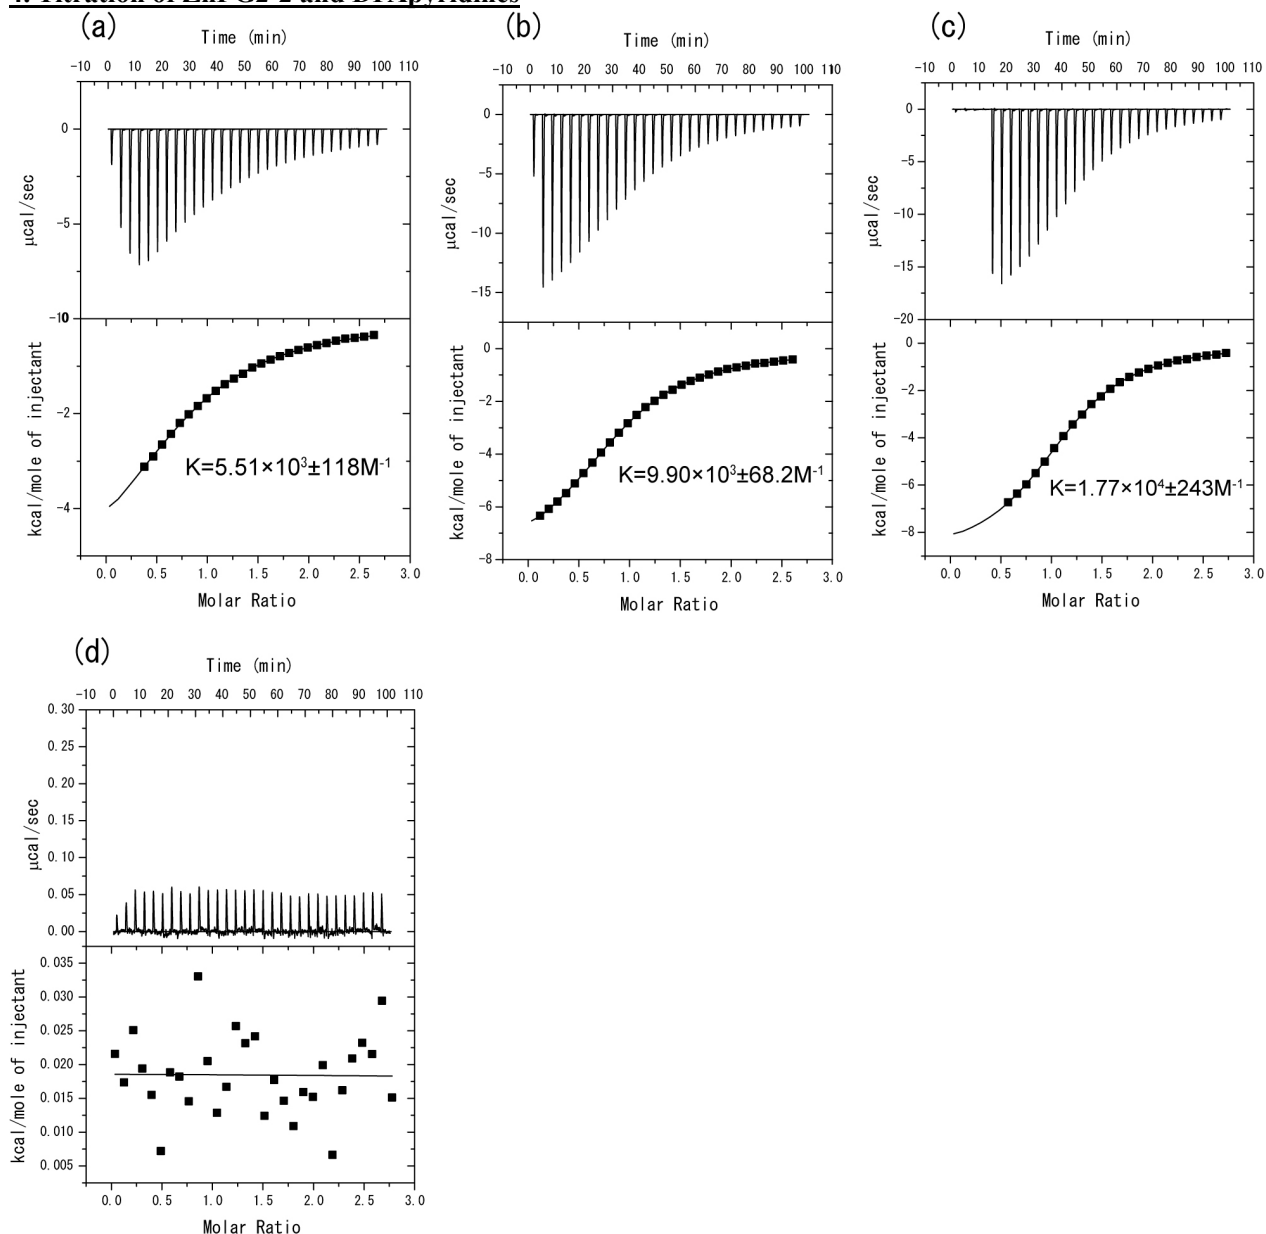 4. Titration of ZnPG2-2 and DPApyridines
(a)
Time (min)
-10 0 10 20 30 40 50 60 70 80 90 100 110
0
-5
-10
μcal/sec
0
-2
-4
kcal/mole of injectant
K=5.51×10³±118M⁻¹
0.0 0.5 1.0 1.5 2.0 2.5 3.0
Molar Ratio
(b)
Time (min)
-10 0 10 20 30 40 50 60 70 80 90 100 110
0
-5
-10
-15
μcal/sec
0
-2
-4
-6
-8
kcal/mole of injectant
K=9.90×10³±68.2M⁻¹
0.0 0.5 1.0 1.5 2.0 2.5 3.0
Molar Ratio
(c)
Time (min)
-10 0 10 20 30 40 50 60 70 80 90 100 110
0
-5
-10
-15
-20
μcal/sec
0
-2
-4
-6
-8
kcal/mole of injectant
K=1.77×10⁴±243M⁻¹
0.0 0.5 1.0 1.5 2.0 2.5 3.0
Molar Ratio
(d)
Time (min)
-10 0 10 20 30 40 50 60 70 80 90 100 110
0.30
0.25
0.20
0.15
0.10
0.05
0.00
μcal/sec
0.035
0.030
0.025
0.020
0.015
0.010
0.005
kcal/mole of injectant
0.0 0.5 1.0 1.5 2.0 2.5 3.0
Molar Ratio